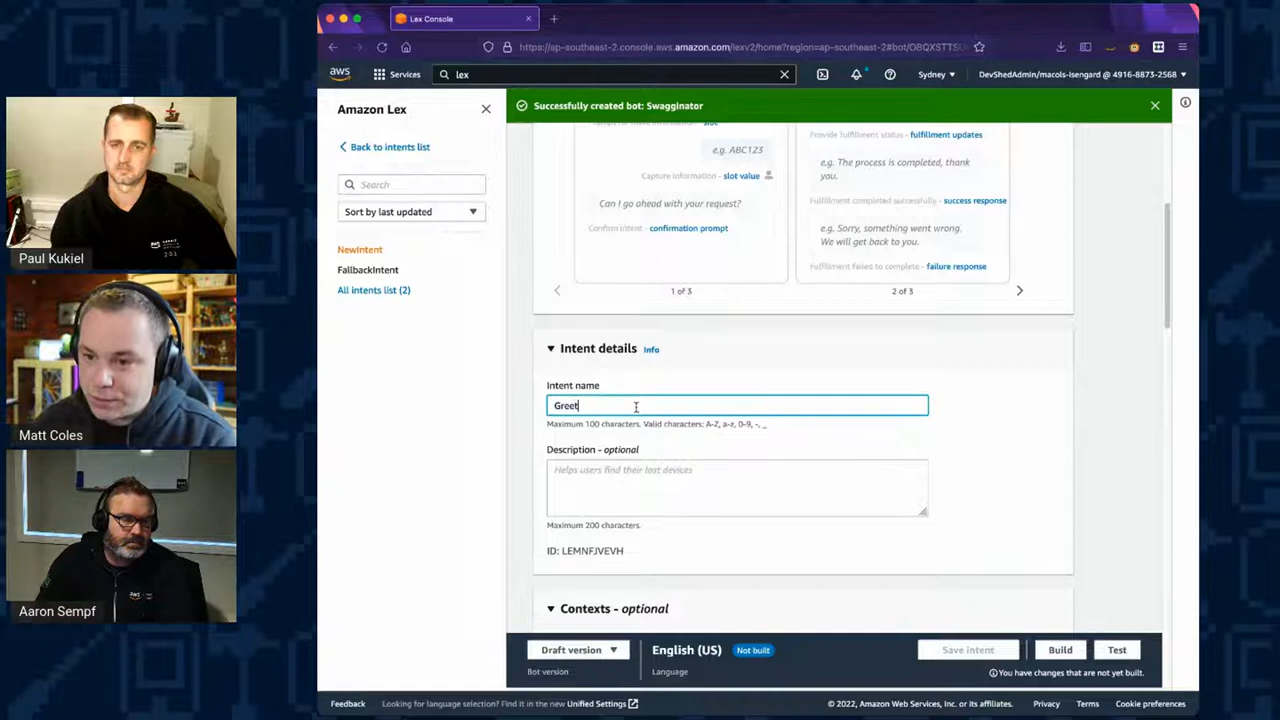 Lex Console
https://ap-southeast-2.console.aws.amazon.com/lexv2/home?region=ap-southeast-2#bot/OBQXSTTSU
aws
Services
lex
Sydney
DevShedAdmin/macols-Isengard @ 4916-8873-2568
Amazon Lex
Successfully created bot: Swagginator
Back to intents list
Search
Sort by last updated
NewIntent
FallbackIntent
All intents list (2)
slot
e.g. ABC123
Capture information - slot value
Can I go ahead with your request?
Confirm intent - confirmation prompt
1 of 3
Provide fulfillment status - fulfillment updates
e.g. The process is completed, thank
you.
Fulfillment completed successfully - success response
e.g. Sorry, something went wrong.
We will get back to you.
Fulfillment failed to complete - failure response
2 of 3
Intent details Info
Intent name
Greet
Maximum 100 characters. Valid characters: A-Z, a-z, 0-9, -, _
Description - optional
Helps users find their lost devices
Maximum 200 characters.
ID: LEMNFJVEVH
Contexts - optional
Draft version
Bot version
English (US)
Not built
Language
Save intent
Build
Test
You have changes that are not yet built.
Feedback
Looking for language selection? Find it in the new Unified Settings
© 2022, Amazon Web Services, Inc. or its affiliates.
Privacy
Terms
Cookie preferences
Paul Kukiel
Matt Coles
Aaron Sempf